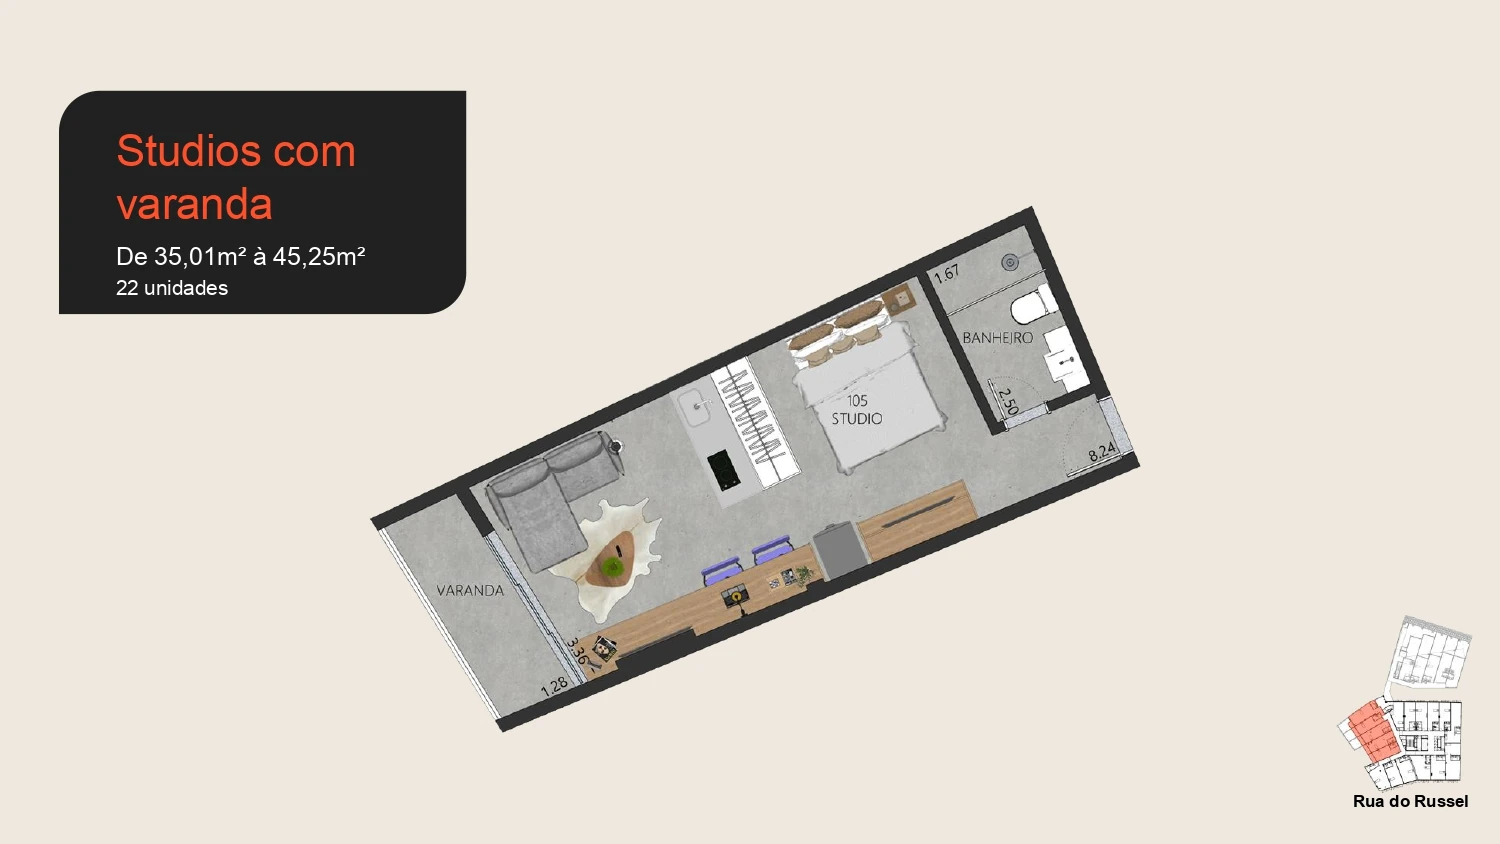 Studios com
varanda
De 35,01m² à 45,25m²
22 unidades
1.67
BANHEIRO
2.50
105
STUDIO
8.24
VARANDA
3.36
1.28
Rua do Russel